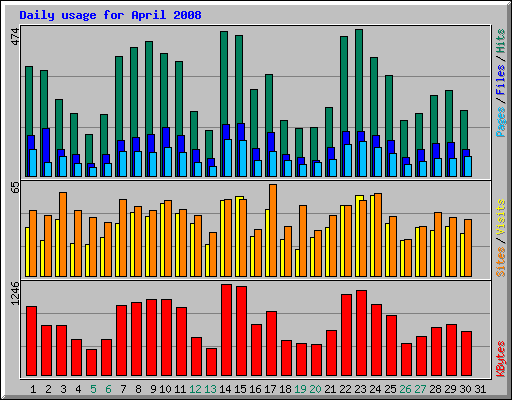 Daily usage for April 2008
474
Pages / Files / Hits
65
Sites / Visits
1246
KBytes
1 2 3 4 5 6 7 8 9 10 11 12 13 14 15 16 17 18 19 20 21 22 23 24 25 26 27 28 29 30 31